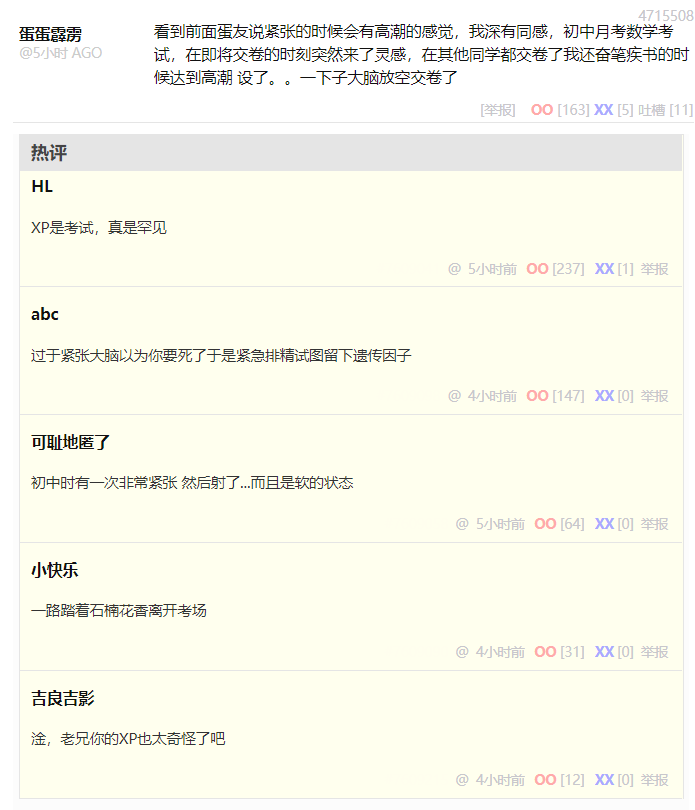 4715508
蛋蛋霹雳
@5小时 AGO
看到前面蛋友说紧张的时候会有高潮的感觉，我深有同感，初中月考数学考
试，在即将交卷的时刻突然来了灵感，在其他同学都交卷了我还奋笔疾书的时
候达到高潮 设了。。一下子大脑放空交卷了
[举报] OO [163] XX [5] 吐槽 [11]
热评
HL
XP是考试，真是罕见
@ 5小时前 OO [237] XX [1] 举报
abc
过于紧张大脑以为你要死了于是紧急排精试图留下遗传因子
@ 4小时前 OO [147] XX [0] 举报
可耻地匿了
初中时有一次非常紧张 然后射了...而且是软的状态
@ 5小时前 OO [64] XX [0] 举报
小快乐
一路踏着石楠花香离开考场
@ 4小时前 OO [31] XX [0] 举报
吉良吉影
淦，老兄你的XP也太奇怪了吧
@ 4小时前 OO [12] XX [0] 举报